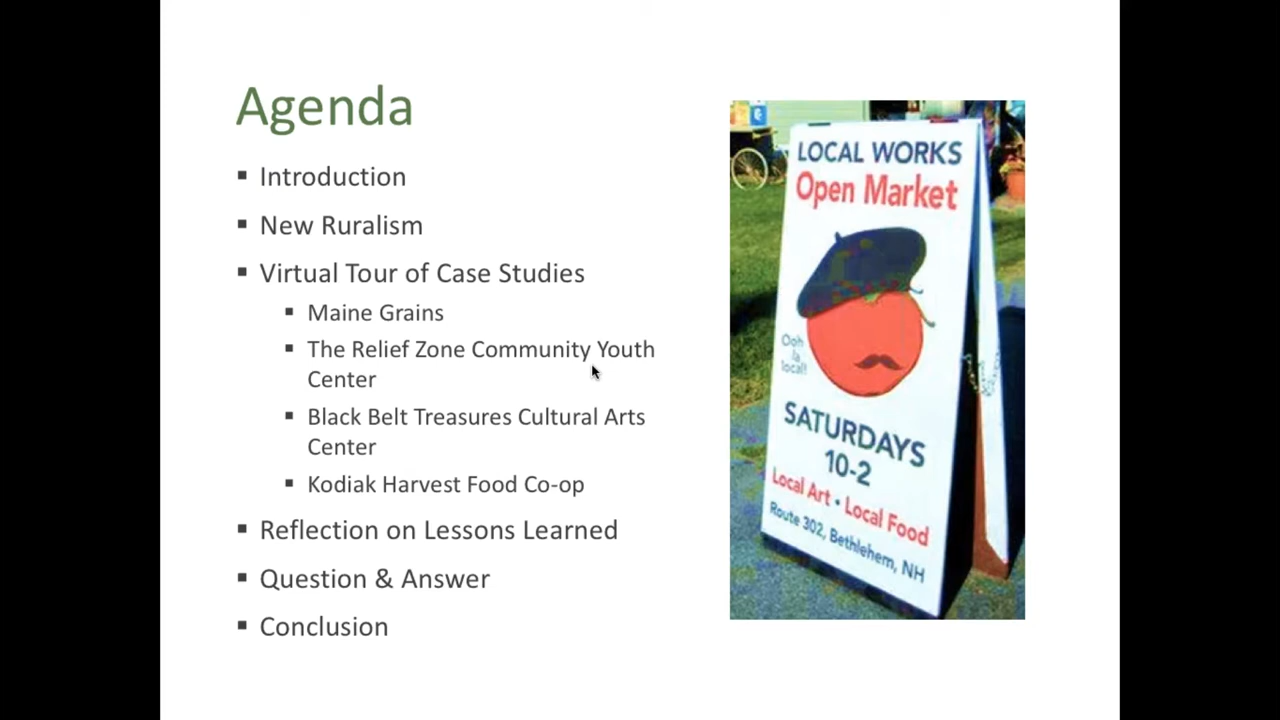 Agenda
▪ Introduction
▪ New Ruralism
▪ Virtual Tour of Case Studies
▪ Maine Grains
▪ The Relief Zone Community Youth
Center
▪ Black Belt Treasures Cultural Arts
Center
▪ Kodiak Harvest Food Co-op
▪ Reflection on Lessons Learned
▪ Question & Answer
▪ Conclusion
LOCAL WORKS
Open Market
Ooh
la
local!
SATURDAYS
10-2
Local Art • Local Food
Route 302, Bethlehem, NH